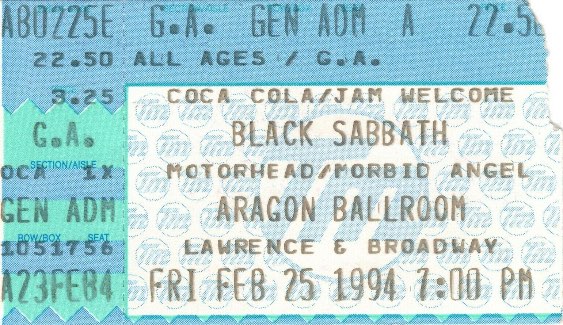 AB0225E G.A. GEN ADM A 22.50
22.50 ALL AGES / G.A.
3.25 COCA COLA/JAM WELCOME
G.A. BLACK SABBATH
SECTION/AISLE
OCA 1X MOTORHEAD/MORBID ANGEL
GEN ADM ARAGON BALLROOM
ROW/BOX SEAT
1051756 LAWRENCE & BROADWAY
A23FEB4 FRI FEB 25 1994 7:00 PM